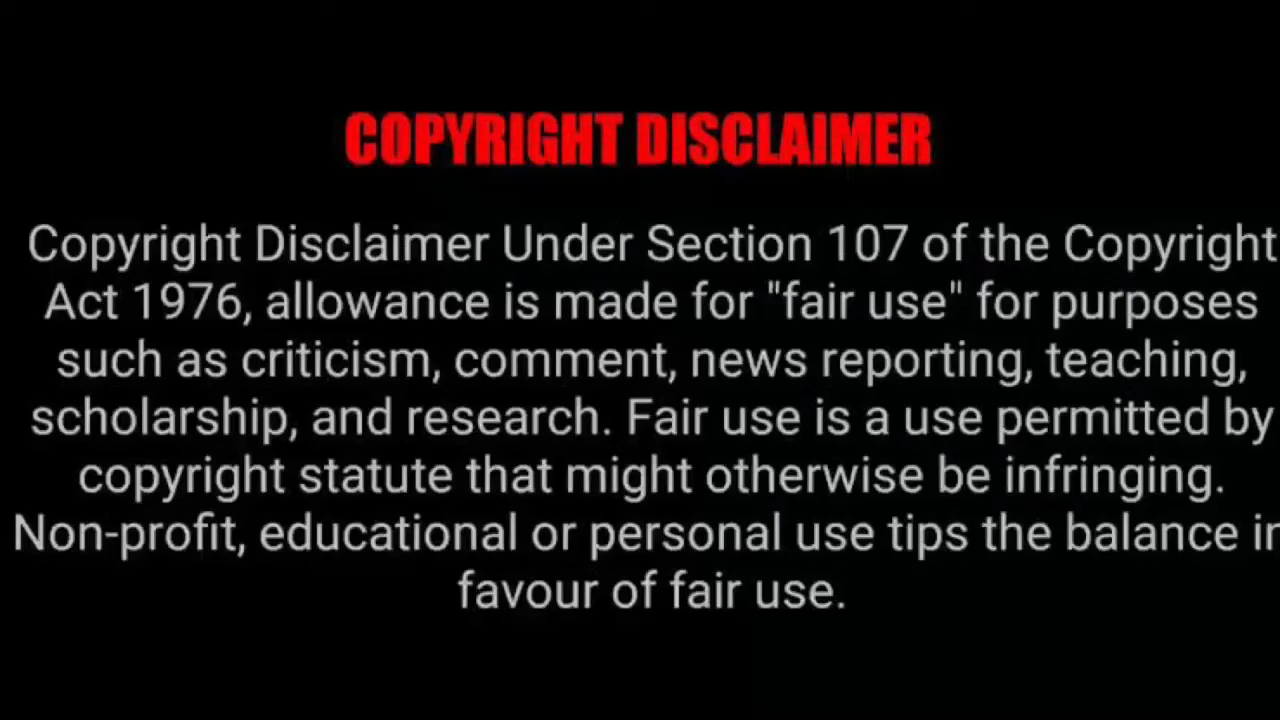 COPYRIGHT DISCLAIMER
Copyright Disclaimer Under Section 107 of the Copyright
Act 1976, allowance is made for "fair use" for purposes
such as criticism, comment, news reporting, teaching,
scholarship, and research. Fair use is a use permitted by
copyright statute that might otherwise be infringing.
Non-profit, educational or personal use tips the balance in
favour of fair use.